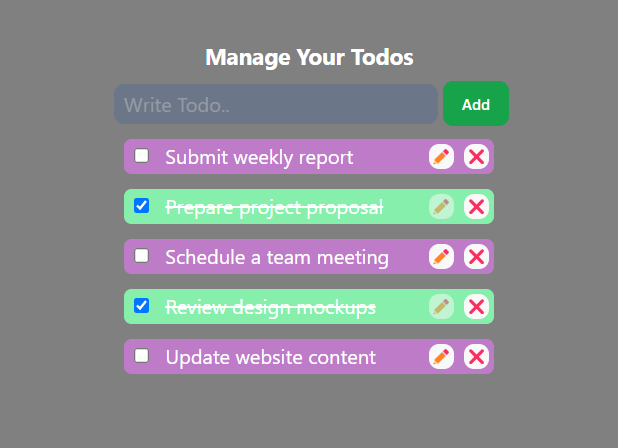 Manage Your Todos
Write Todo..
Add
Submit weekly report
Prepare project proposal
Schedule a team meeting
Review design mockups
Update website content